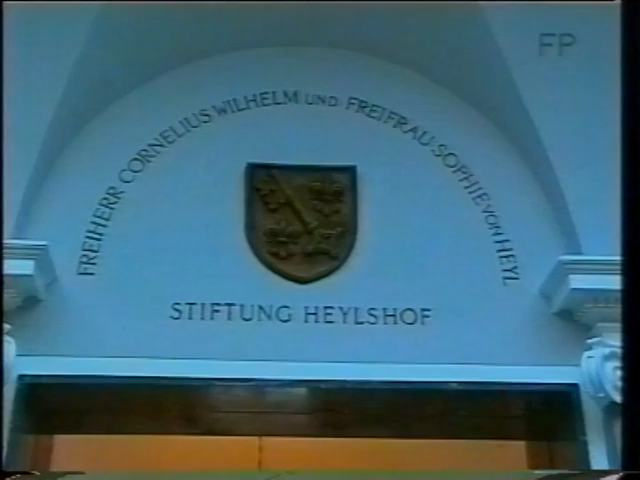 FP
FREIHERR CORNELIUS WILHELM UND FREIFRAU SOPHIE VON HEYL
STIFTUNG HEYLSHOF